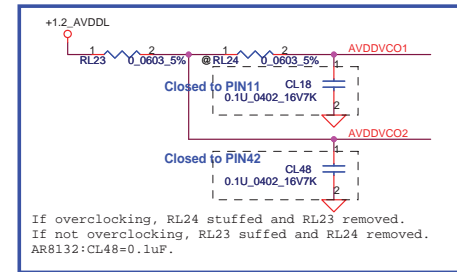 +1.2_AVDDL
1 2 1 2 AVDDVCO1
RL23 0_0603_5% @ RL24 0_0603_5%
1
Closed to PIN11 CL18
0.1U_0402_16V7K
2
AVDDVCO2
1
Closed to PIN42 CL48
0.1U_0402_16V7K
2
If overclocking, RL24 stuffed and RL23 removed.
If not overclocking, RL23 suffed and RL24 removed.
AR8132:CL48=0.1uF.